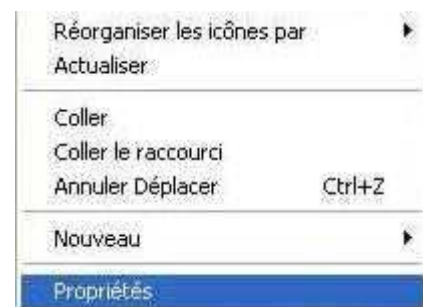 Réorganiser les icônes par
Actualiser
Coller
Coller le raccourci
Annuler Déplacer Ctrl+Z
Nouveau
Propriétés